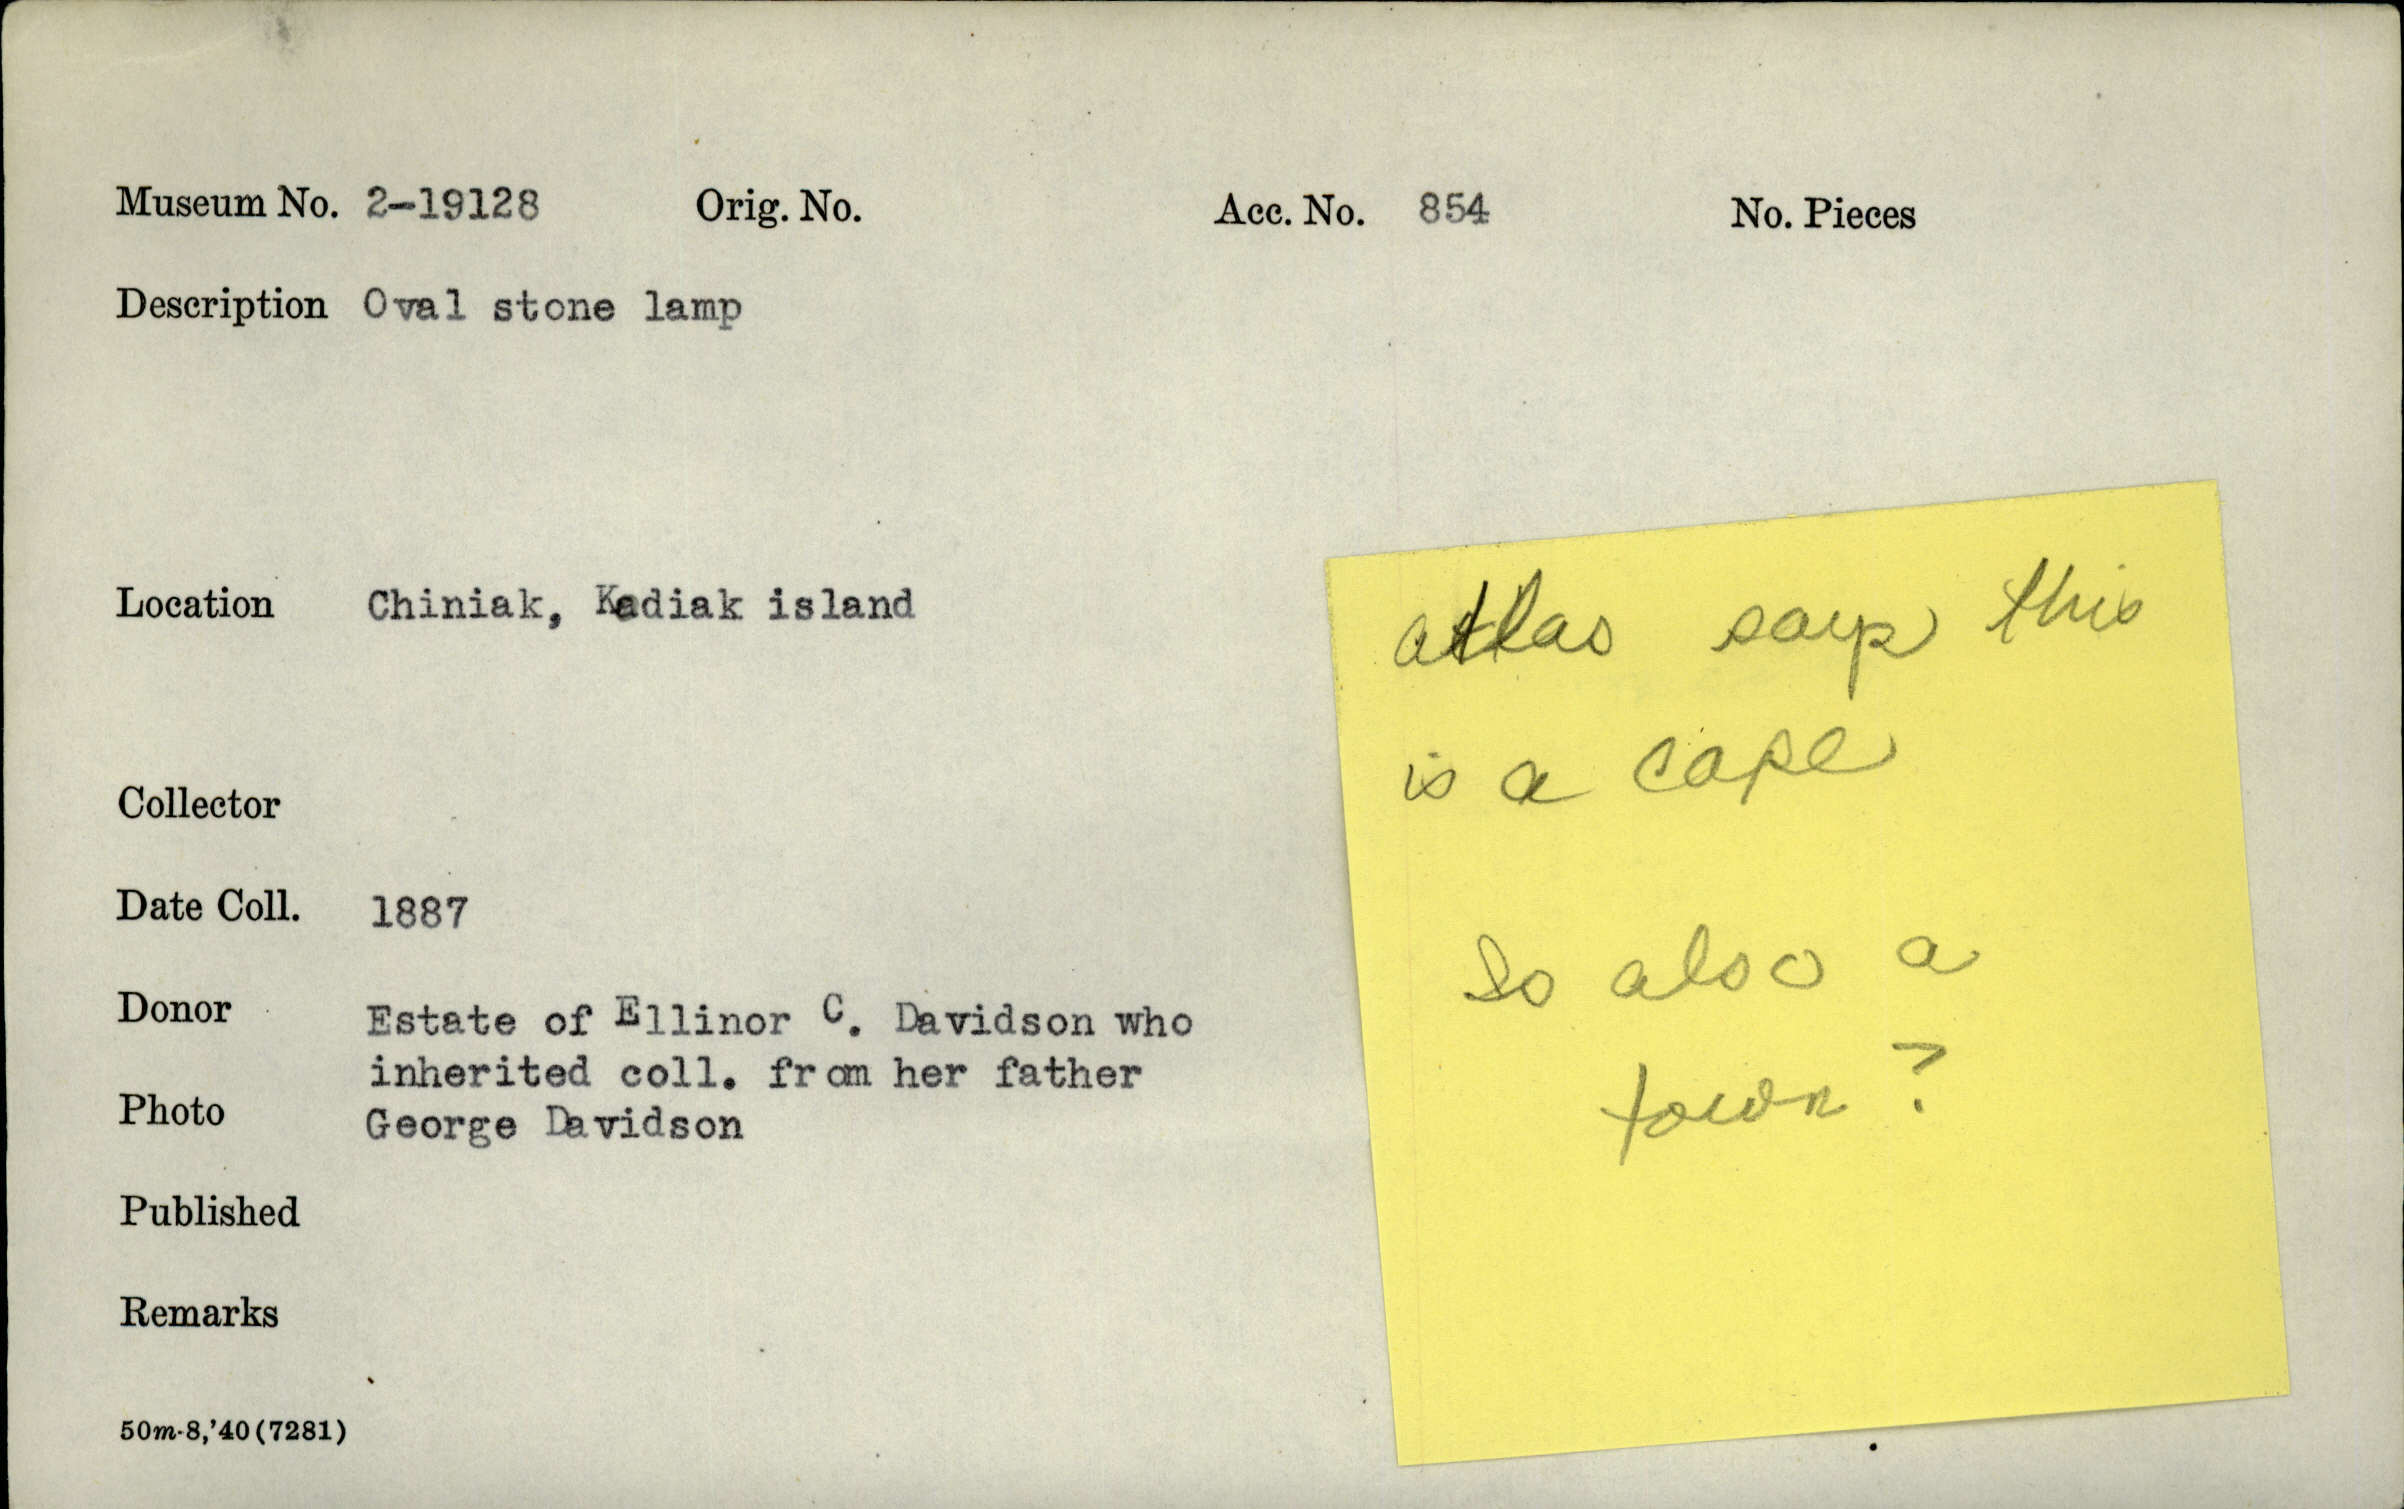 Museum No. 2-19128 Orig. No. Acc. No. 854 No. Pieces
Description Oval stone lamp
Location Chiniak, Kadiak island
Collector
Date Coll. 1887
Donor Estate of Ellinor C. Davidson who
inherited coll. from her father
Photo George Davidson
Published
Remarks
50m-8,'40(7281)
atlas says this
is a cape
So also a
town?